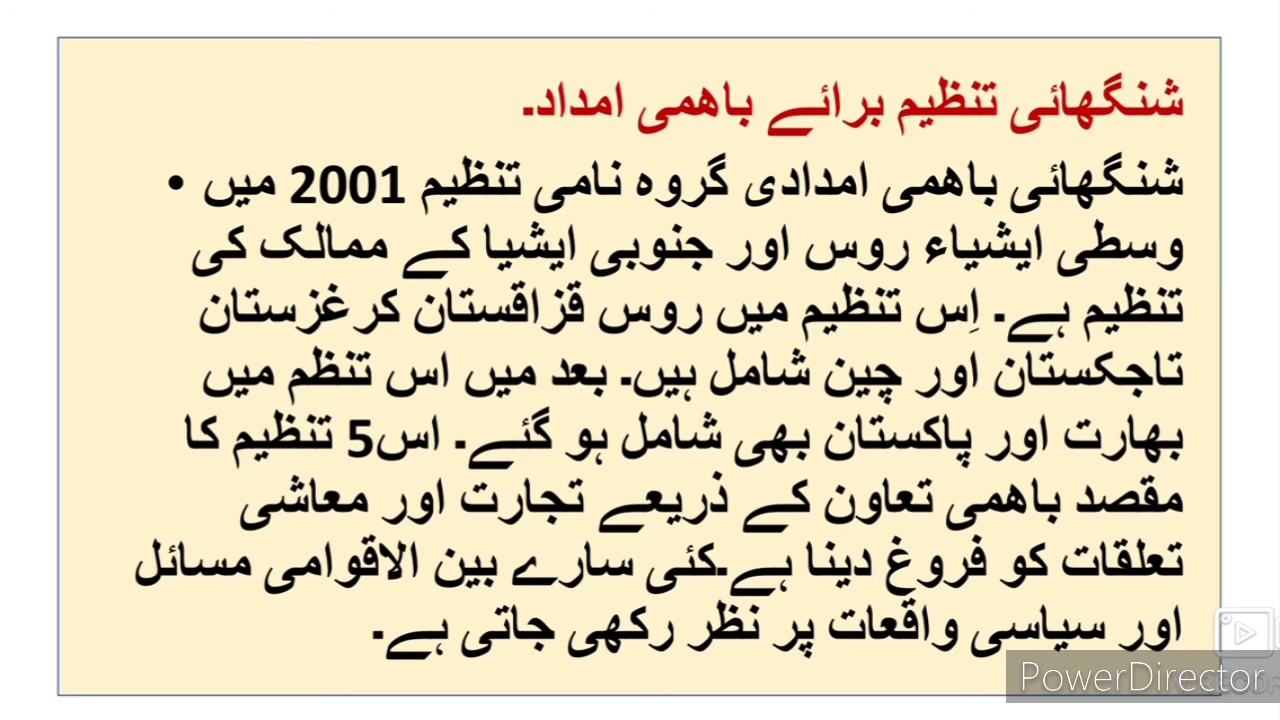 شنگھائی تنظیم برائے باھمی امداد۔
شنگھائی باھمی امدادی گروہ نامی تنظیم 2001 میں •
وسطی ایشیاء روس اور جنوبی ایشیا کے ممالک کی
تنظیم ہے۔ اِس تنظیم میں روس قزاقستان کرغزستان
تاجکستان اور چین شامل ہیں۔ بعد میں اس تنظم میں
بھارت اور پاکستان بھی شامل ہو گئے۔ اس5 تنظیم کا
مقصد باھمی تعاون کے ذریعے تجارت اور معاشی
تعلقات کو فروغ دینا ہے۔کئی سارے بین الاقوامی مسائل
اور سیاسی واقعات پر نظر رکھی جاتی ہے۔
PowerDirector